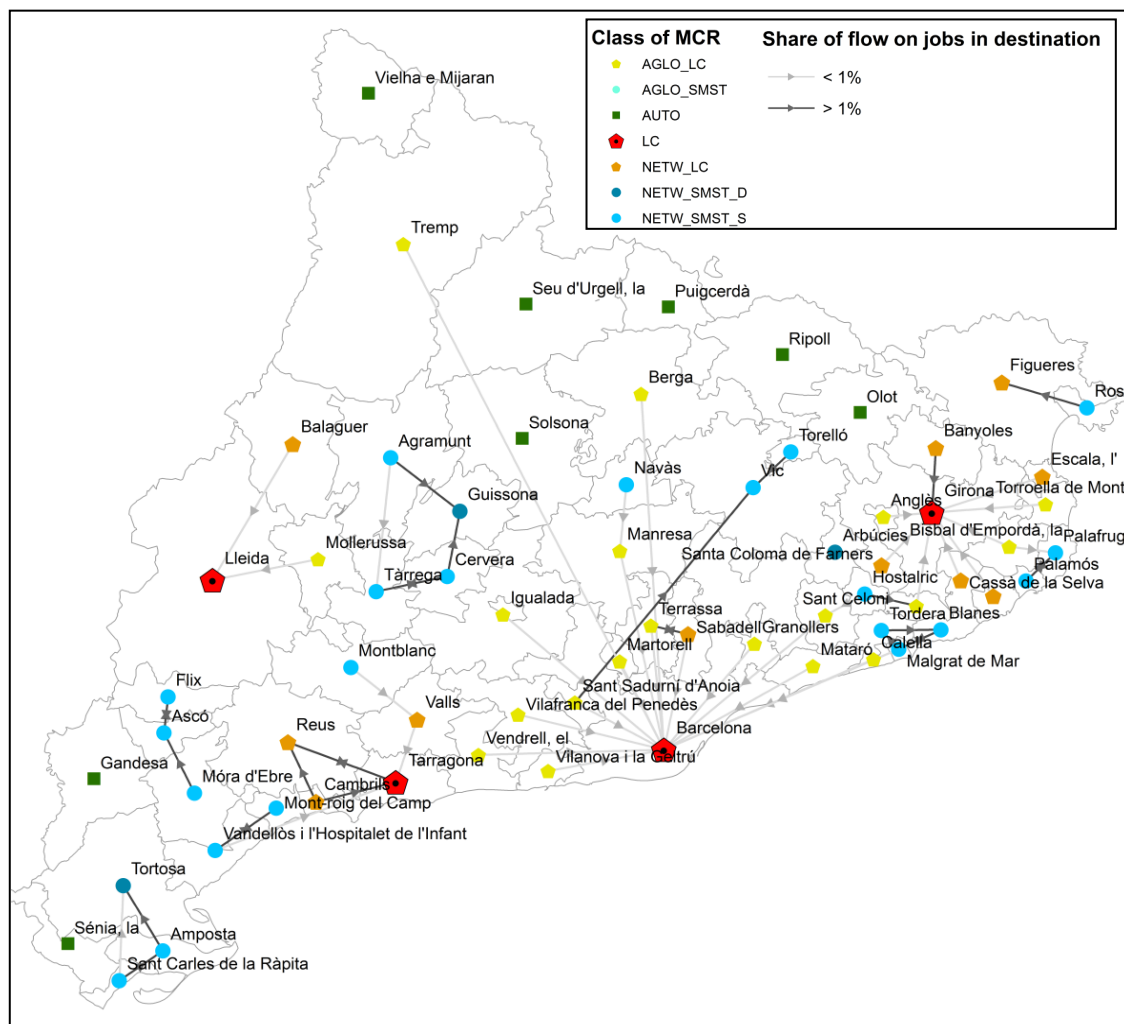 Class of MCR
Share of flow on jobs in destination
AGLO_LC
AGLO_SMST
AUTO
LC
NETW_LC
NETW_SMST_D
NETW_SMST_S
< 1%
> 1%
Vielha e Mijaran
Tremp
Seu d'Urgell, la
Puigcerdà
Ripoll
Figueres
Berga
Olot
Ros
Balaguer
Solsona
Agramunt
Torelló
Banyoles
Escala, l'
Navàs
Vic
Guissona
Anglès
Girona
Torroella de Mont
Manresa
Arbúcies
Bisbal d'Empordà, la
Palafrug
Mollerussa
Lleida
Cervera
Santa Coloma de Farners
Palamós
Tàrrega
Hostalric
Cassà de la Selva
Igualada
Sant Celoni
Terrassa
Tordera
Blanes
Sabadell
Granollers
Martorell
Mataró
Calella
Montblanc
Malgrat de Mar
Flix
Sant Sadurní d'Anoia
Valls
Vilafranca del Penedès
Ascó
Reus
Barcelona
Vendrell, el
Tarragona
Vilanova i la Geltrú
Gandesa
Móra d'Ebre
Cambrils
Mont-roig del Camp
Vandellòs i l'Hospitalet de l'Infant
Tortosa
Sénia, la
Amposta
Sant Carles de la Ràpita